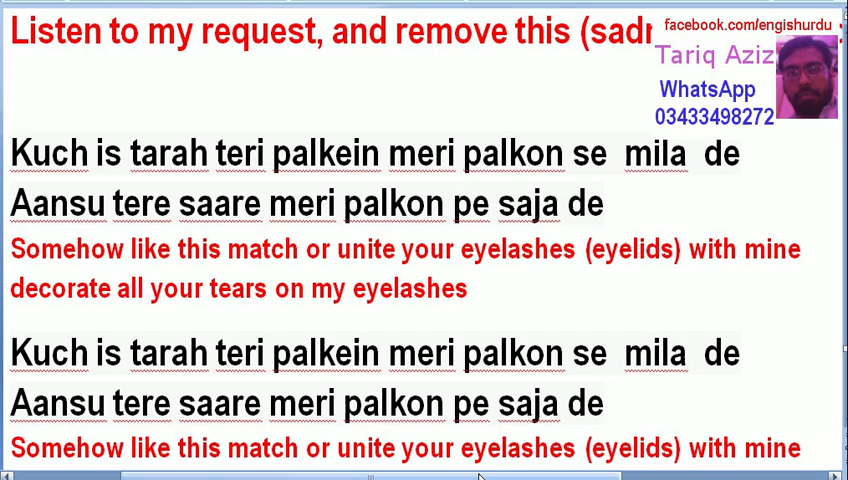 Listen to my request, and remove this
facebook.com/engishurdu
Tariq Aziz
WhatsApp
03433498272
Kuch is tarah teri palkein meri palkon se mila de
Aansu tere saare meri palkon pe saja de
Somehow like this match or unite your eyelashes (eyelids) with mine
decorate all your tears on my eyelashes
Kuch is tarah teri palkein meri palkon se mila de
Aansu tere saare meri palkon pe saja de
Somehow like this match or unite your eyelashes (eyelids) with mine